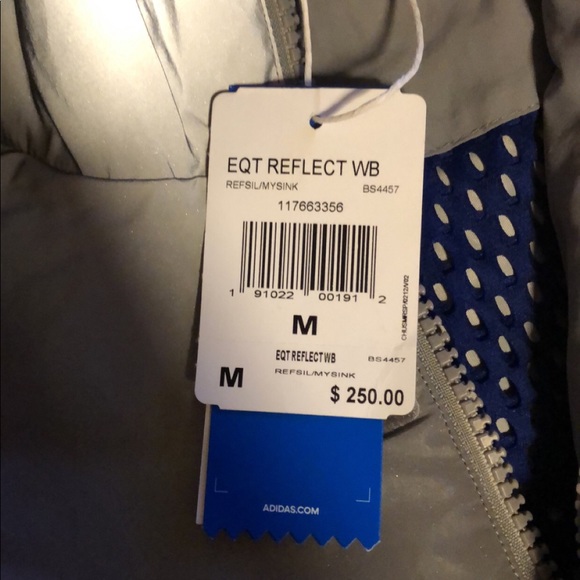 EQT REFLECT WB
REFSIL/MYSINK BS4457
117663356
1 91022 00191 2
M
EQT REFLECT WB BS4457
REFSIL/MYSINK
M
$ 250.00
ADIDAS.COM